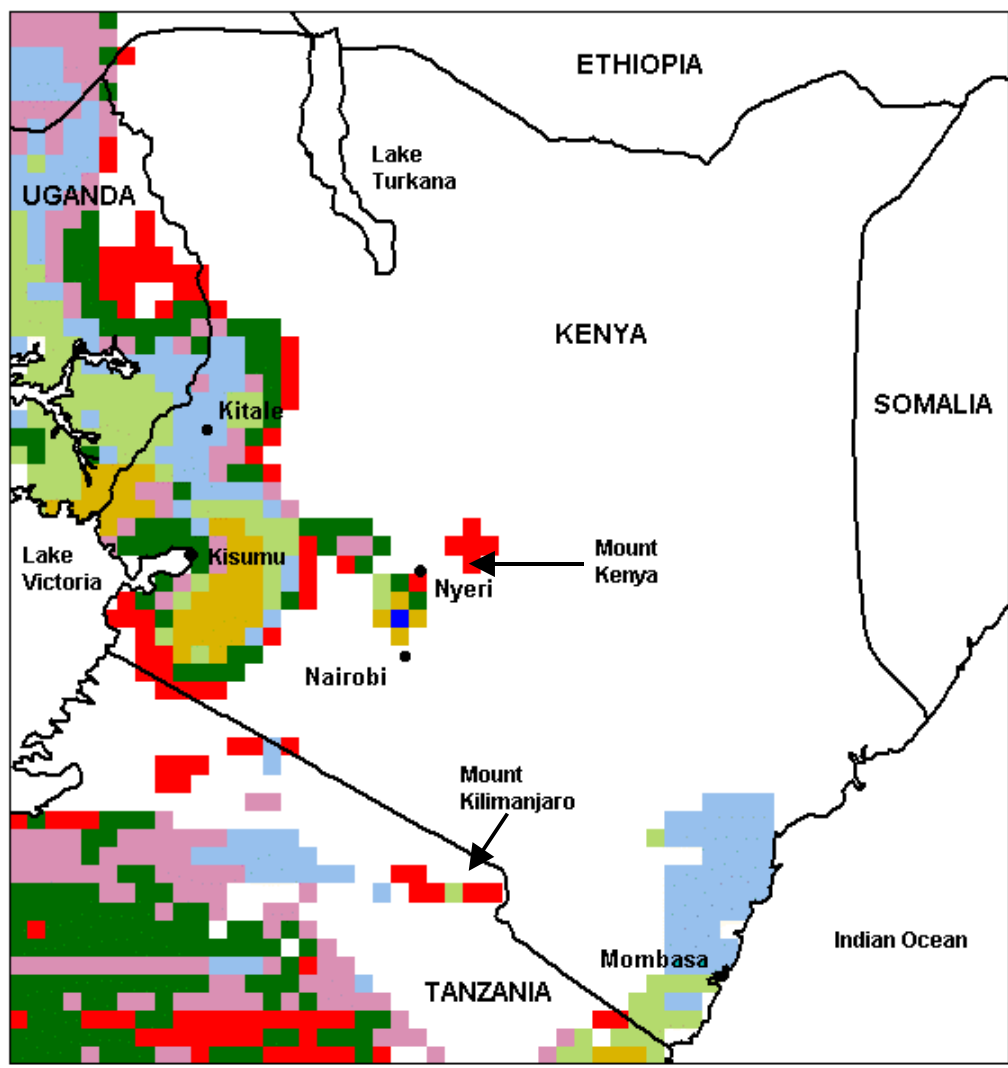 ETHIOPIA
Lake
Turkana
UGANDA
KENYA
SOMALIA
Kitale
Lake
Victoria
Kisumu
Mount
Kenya
Nyeri
Nairobi
Mount
Kilimanjaro
Indian Ocean
Mombasa
TANZANIA